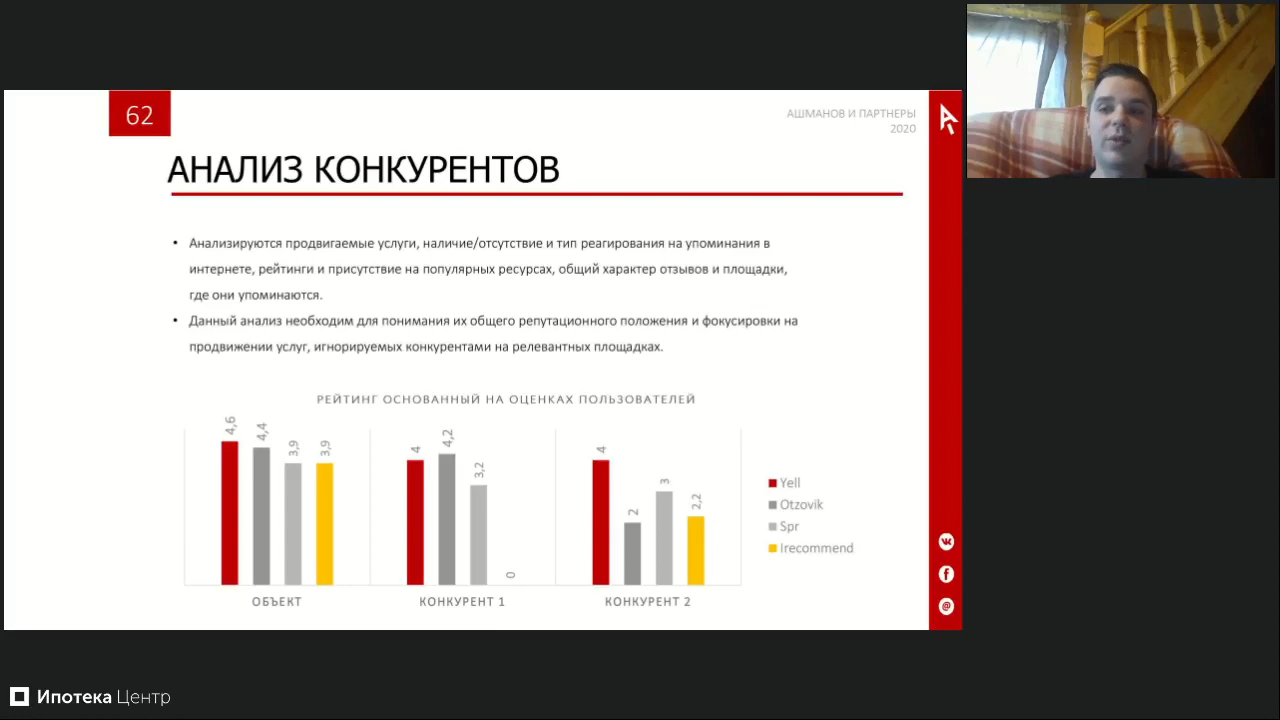 62
АШМАНОВ И ПАРТНЕРЫ
2020
АНАЛИЗ КОНКУРЕНТОВ
• Анализируются продвигаемые услуги, наличие/отсутствие и тип реагирования на упоминания в
интернете, рейтинги и присутствие на популярных ресурсах, общий характер отзывов и площадки,
где они упоминаются.
• Данный анализ необходим для понимания их общего репутационного положения и фокусировки на
продвижении услуг, игнорируемых конкурентами на релевантных площадках.
РЕЙТИНГ ОСНОВАННЫЙ НА ОЦЕНКАХ ПОЛЬЗОВАТЕЛЕЙ
4,6
4,4
3,9
3,9
4
4,2
3,2
0
4
2
3
2,2
ОБЪЕКТ
КОНКУРЕНТ 1
КОНКУРЕНТ 2
Yell
Otzovik
Spr
Irecommend
Ипотека Центр